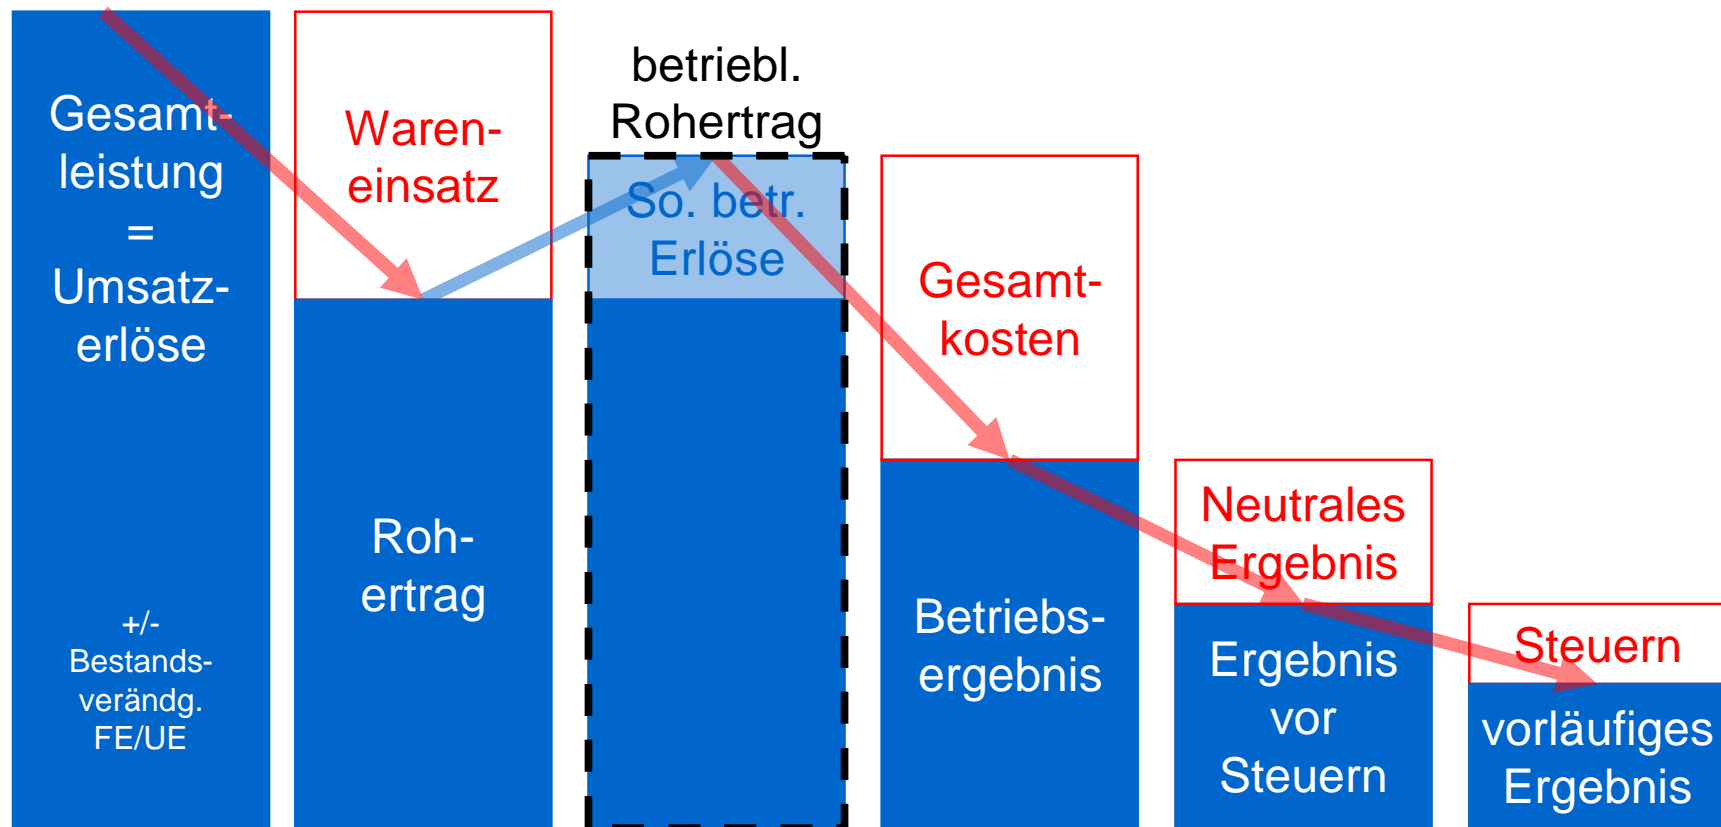 Gesamt-
leistung
=
Umsatz-
erlöse
+/-
Bestands-
verändg.
FE/UE
Waren-
einsatz
Roh-
ertrag
betriebl.
Rohertrag
So. betr.
Erlöse
Gesamt-
kosten
Betriebs-
ergebnis
Neutrales
Ergebnis
Ergebnis
vor
Steuern
Steuern
vorläufiges
Ergebnis